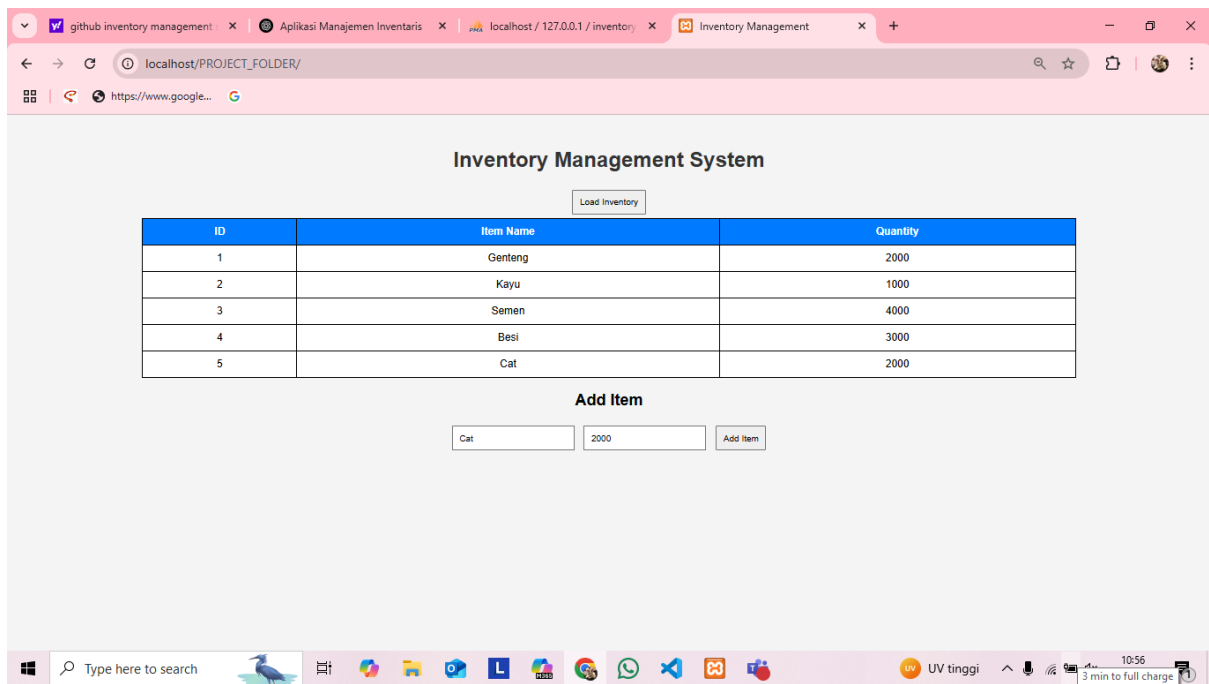 github inventory management
Aplikasi Manajemen Inventaris
localhost / 127.0.0.1 / inventory
Inventory Management
localhost/PROJECT_FOLDER/
https://www.google...
Inventory Management System
Load Inventory
ID Item Name Quantity
1 Genteng 2000
2 Kayu 1000
3 Semen 4000
4 Besi 3000
5 Cat 2000
Add Item
Cat 2000 Add Item
Type here to search
UV tinggi
10:56
3 min to full charge